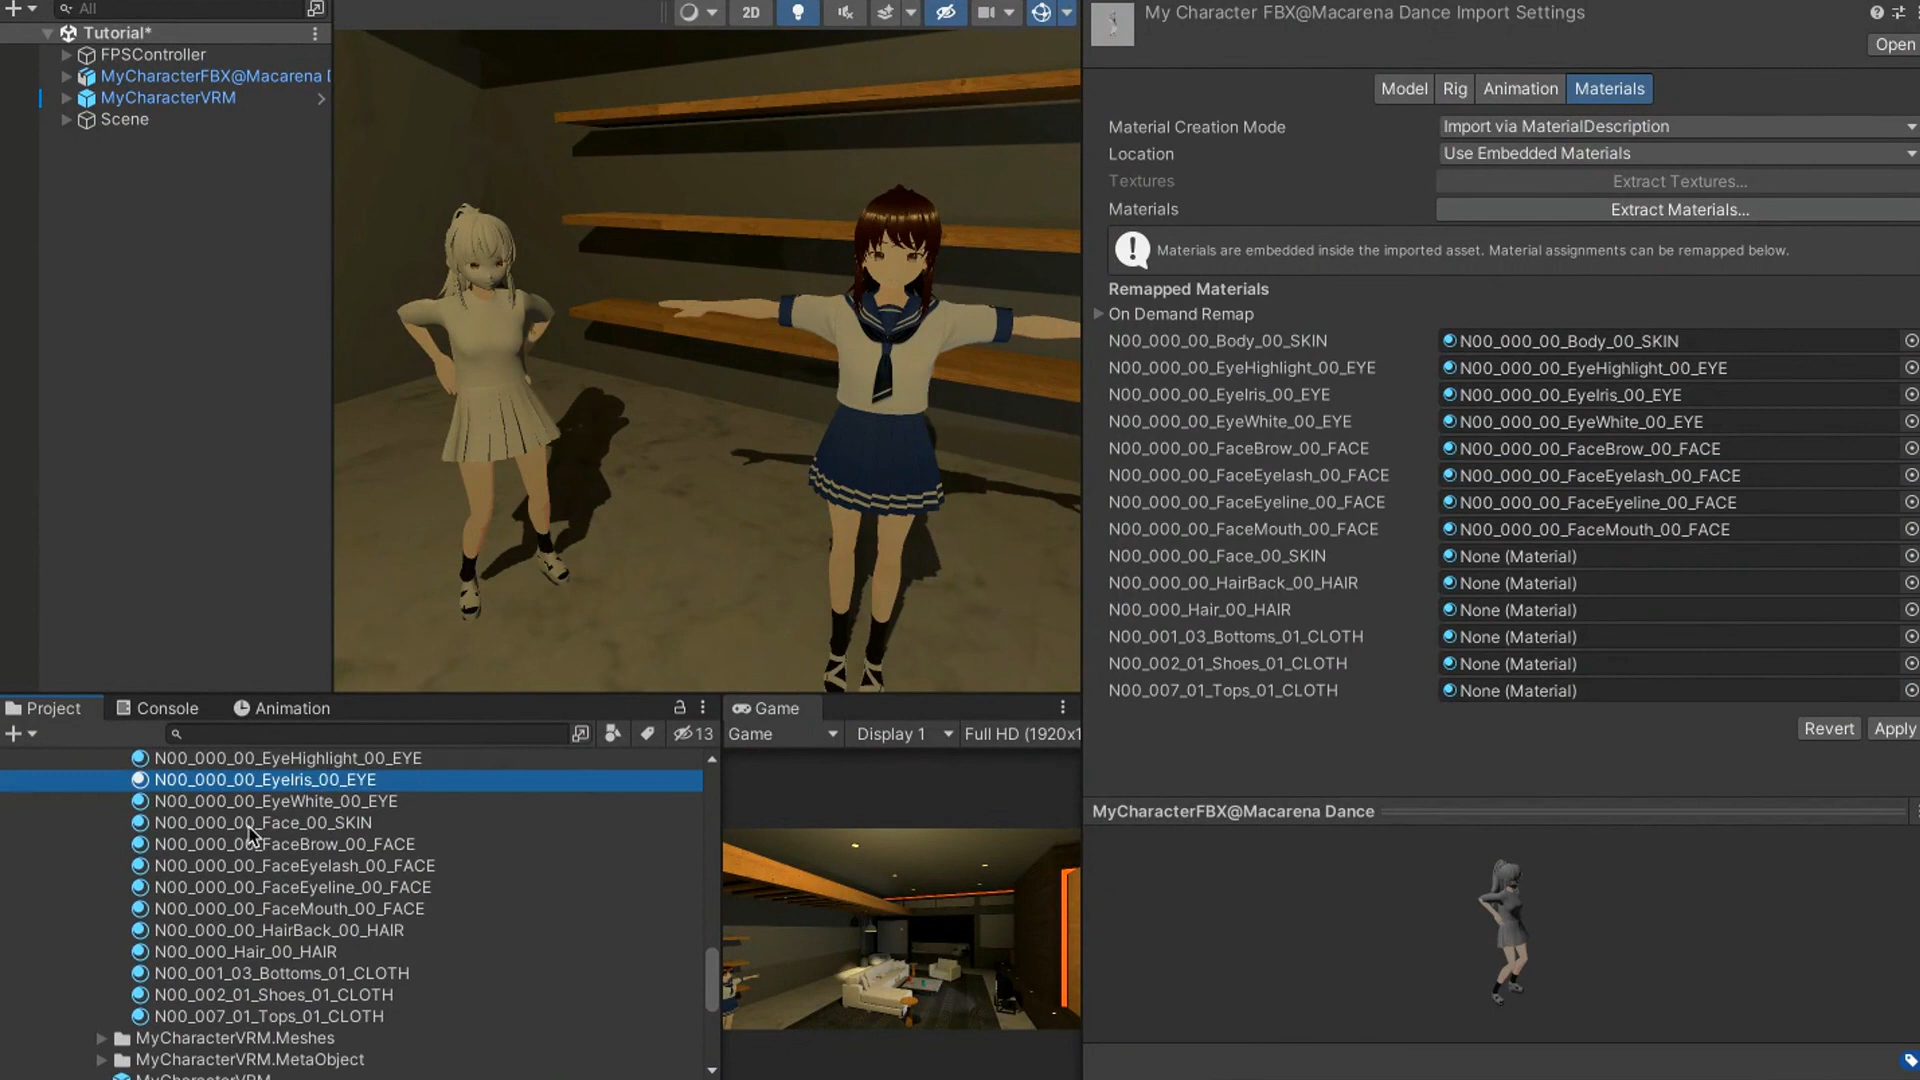 All
Tutorial*
FPSController
MyCharacterFBX@Macarena D
MyCharacterVRM
Scene
2D
My Character FBX@Macarena Dance Import Settings
Open
Model Rig Animation Materials
Material Creation Mode Import via MaterialDescription
Location Use Embedded Materials
Textures Extract Textures...
Materials Extract Materials...
Materials are embedded inside the imported asset. Material assignments can be remapped below.
Remapped Materials
On Demand Remap
N00_000_00_Body_00_SKIN N00_000_00_Body_00_SKIN
N00_000_00_EyeHighlight_00_EYE N00_000_00_EyeHighlight_00_EYE
N00_000_00_EyeIris_00_EYE N00_000_00_EyeIris_00_EYE
N00_000_00_EyeWhite_00_EYE N00_000_00_EyeWhite_00_EYE
N00_000_00_FaceBrow_00_FACE N00_000_00_FaceBrow_00_FACE
N00_000_00_FaceEyelash_00_FACE N00_000_00_FaceEyelash_00_FACE
N00_000_00_FaceEyeline_00_FACE N00_000_00_FaceEyeline_00_FACE
N00_000_00_FaceMouth_00_FACE N00_000_00_FaceMouth_00_FACE
N00_000_00_Face_00_SKIN None (Material)
N00_000_00_HairBack_00_HAIR None (Material)
N00_000_Hair_00_HAIR None (Material)
N00_001_03_Bottoms_01_CLOTH None (Material)
N00_002_01_Shoes_01_CLOTH None (Material)
N00_007_01_Tops_01_CLOTH None (Material)
Revert Apply
MyCharacterFBX@Macarena Dance
Project Console Animation
13
N00_000_00_EyeHighlight_00_EYE
N00_000_00_EyeIris_00_EYE
N00_000_00_EyeWhite_00_EYE
N00_000_00_Face_00_SKIN
N00_000_00_FaceBrow_00_FACE
N00_000_00_FaceEyelash_00_FACE
N00_000_00_FaceEyeline_00_FACE
N00_000_00_FaceMouth_00_FACE
N00_000_00_HairBack_00_HAIR
N00_000_Hair_00_HAIR
N00_001_03_Bottoms_01_CLOTH
N00_002_01_Shoes_01_CLOTH
N00_007_01_Tops_01_CLOTH
MyCharacterVRM.Meshes
MyCharacterVRM.MetaObject
MyCharacterVRM
Game
Game Display 1 Full HD (1920x1